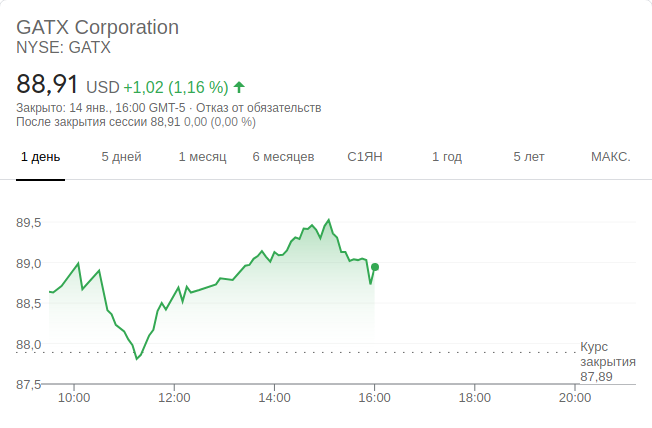 GATX Corporation
NYSE: GATX
88,91 USD +1,02 (1,16 %)
Закрыто: 14 янв., 16:00 GMT-5 · Отказ от обязательств
После закрытия сессии 88,91 0,00 (0,00 %)
1 день 5 дней 1 месяц 6 месяцев С1ЯН 1 год 5 лет МАКС.
89,5
89,0
88,5
88,0
Курс
закрытия
87,89
87,5
10:00 12:00 14:00 16:00 18:00 20:00